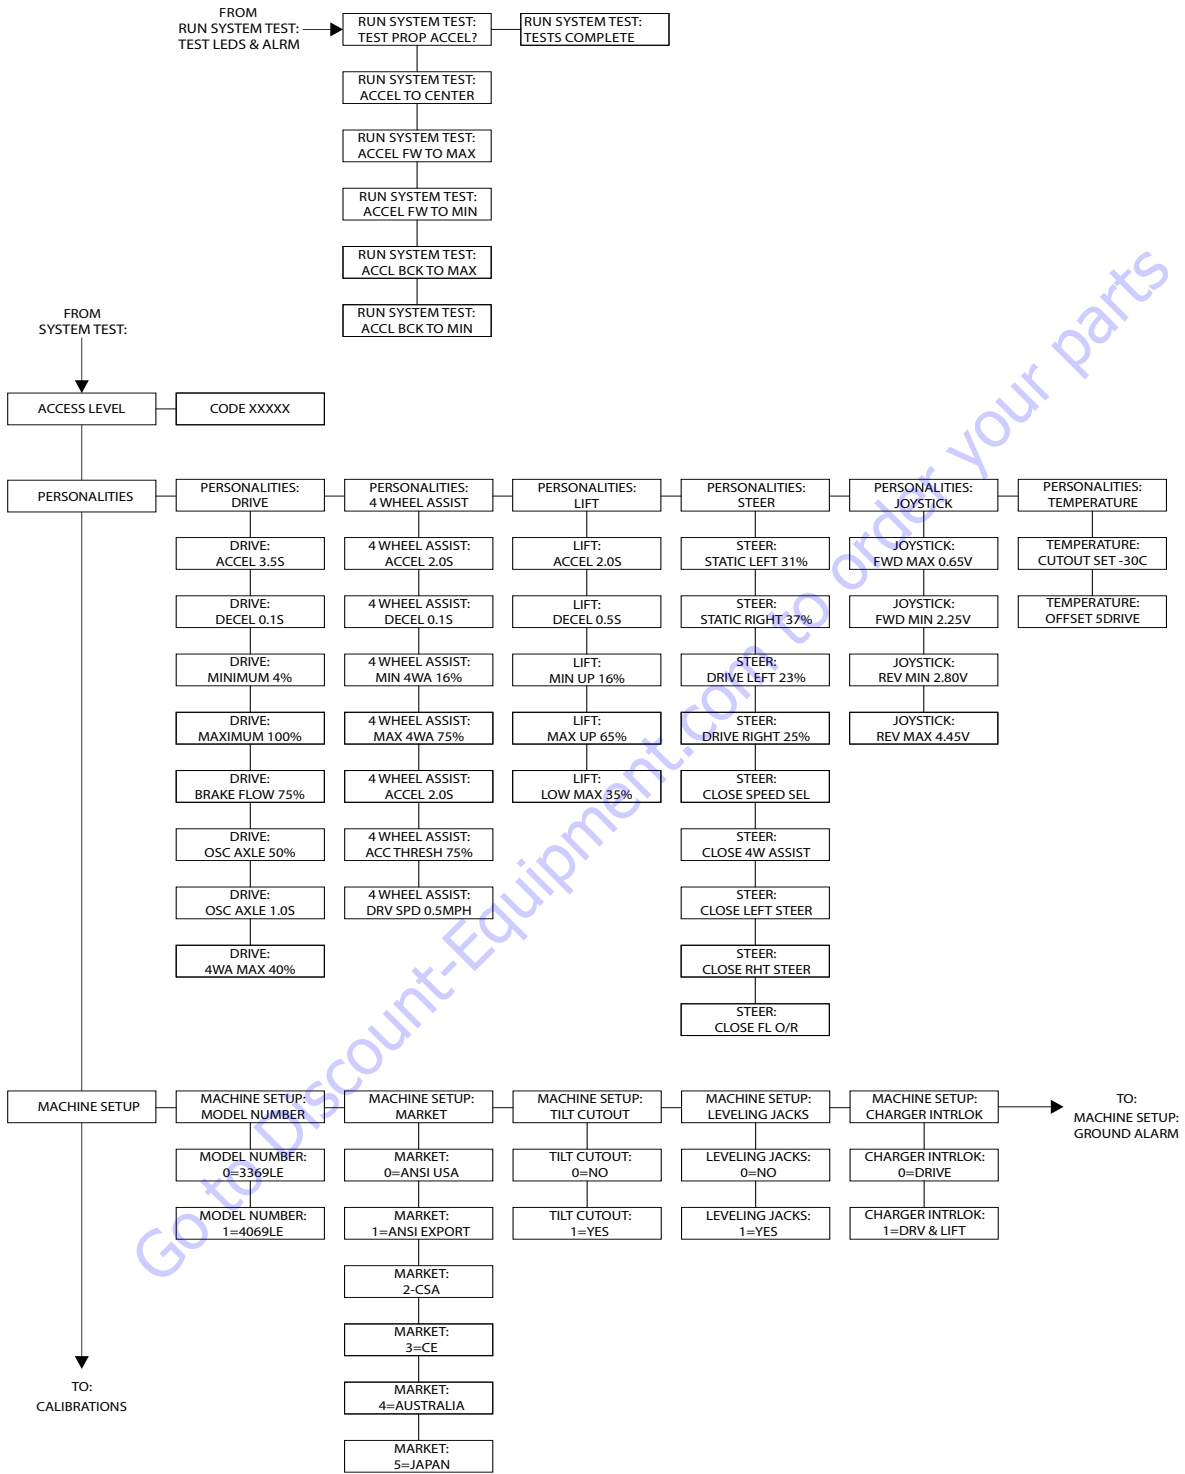 FROM
RUN SYSTEM TEST:
TEST LEDS & ALRM
RUN SYSTEM TEST:
TEST PROP ACCEL?
RUN SYSTEM TEST:
TESTS COMPLETE
RUN SYSTEM TEST:
ACCEL TO CENTER
RUN SYSTEM TEST:
ACCEL FW TO MAX
RUN SYSTEM TEST:
ACCEL FW TO MIN
RUN SYSTEM TEST:
ACCL BCK TO MAX
RUN SYSTEM TEST:
ACCL BCK TO MIN
FROM
SYSTEM TEST:
ACCESS LEVEL
CODE XXXXX
PERSONALITIES
PERSONALITIES:
DRIVE
DRIVE:
ACCEL 3.5S
DRIVE:
DECEL 0.1S
DRIVE:
MINIMUM 4%
DRIVE:
MAXIMUM 100%
DRIVE:
BRAKE FLOW 75%
DRIVE:
OSC AXLE 50%
DRIVE:
OSC AXLE 1.0S
DRIVE:
4WA MAX 40%
PERSONALITIES:
4 WHEEL ASSIST
4 WHEEL ASSIST:
ACCEL 2.0S
4 WHEEL ASSIST:
DECEL 0.1S
4 WHEEL ASSIST:
MIN 4WA 16%
4 WHEEL ASSIST:
MAX 4WA 75%
4 WHEEL ASSIST:
ACCEL 2.0S
4 WHEEL ASSIST:
ACC THRESH 75%
4 WHEEL ASSIST:
DRV SPD 0.5MPH
PERSONALITIES:
LIFT
LIFT:
ACCEL 2.0S
LIFT:
DECEL 0.5S
LIFT:
MIN UP 16%
LIFT:
MAX UP 65%
LIFT:
LOW MAX 35%
PERSONALITIES:
STEER
STEER:
STATIC LEFT 31%
STEER:
STATIC RIGHT 37%
STEER:
DRIVE LEFT 23%
STEER:
DRIVE RIGHT 25%
STEER:
CLOSE SPEED SEL
STEER:
CLOSE 4W ASSIST
STEER:
CLOSE LEFT STEER
STEER:
CLOSE RHT STEER
STEER:
CLOSE FL O/R
PERSONALITIES:
JOYSTICK
JOYSTICK:
FWD MAX 0.65V
JOYSTICK:
FWD MIN 2.25V
JOYSTICK:
REV MIN 2.80V
JOYSTICK:
REV MAX 4.45V
PERSONALITIES:
TEMPERATURE
TEMPERATURE:
CUTOUT SET -30C
TEMPERATURE:
OFFSET 5DRIVE
MACHINE SETUP
MACHINE SETUP:
MODEL NUMBER
MODEL NUMBER:
0=3369LE
MODEL NUMBER:
1=4069LE
MACHINE SETUP:
MARKET
MARKET:
0=ANSI USA
MARKET:
1=ANSI EXPORT
MARKET:
2-CSA
MARKET:
3=CE
MARKET:
4=AUSTRALIA
MARKET:
5=JAPAN
MACHINE SETUP:
TILT CUTOUT
TILT CUTOUT:
0=NO
TILT CUTOUT:
1=YES
MACHINE SETUP:
LEVELING JACKS
LEVELING JACKS:
0=NO
LEVELING JACKS:
1=YES
MACHINE SETUP:
CHARGER INTRLOK
CHARGER INTRLOK:
0=DRIVE
CHARGER INTRLOK:
1=DRV & LIFT
TO:
MACHINE SETUP:
GROUND ALARM
TO:
CALIBRATIONS
Go to Discount-Equipment.com to order your parts